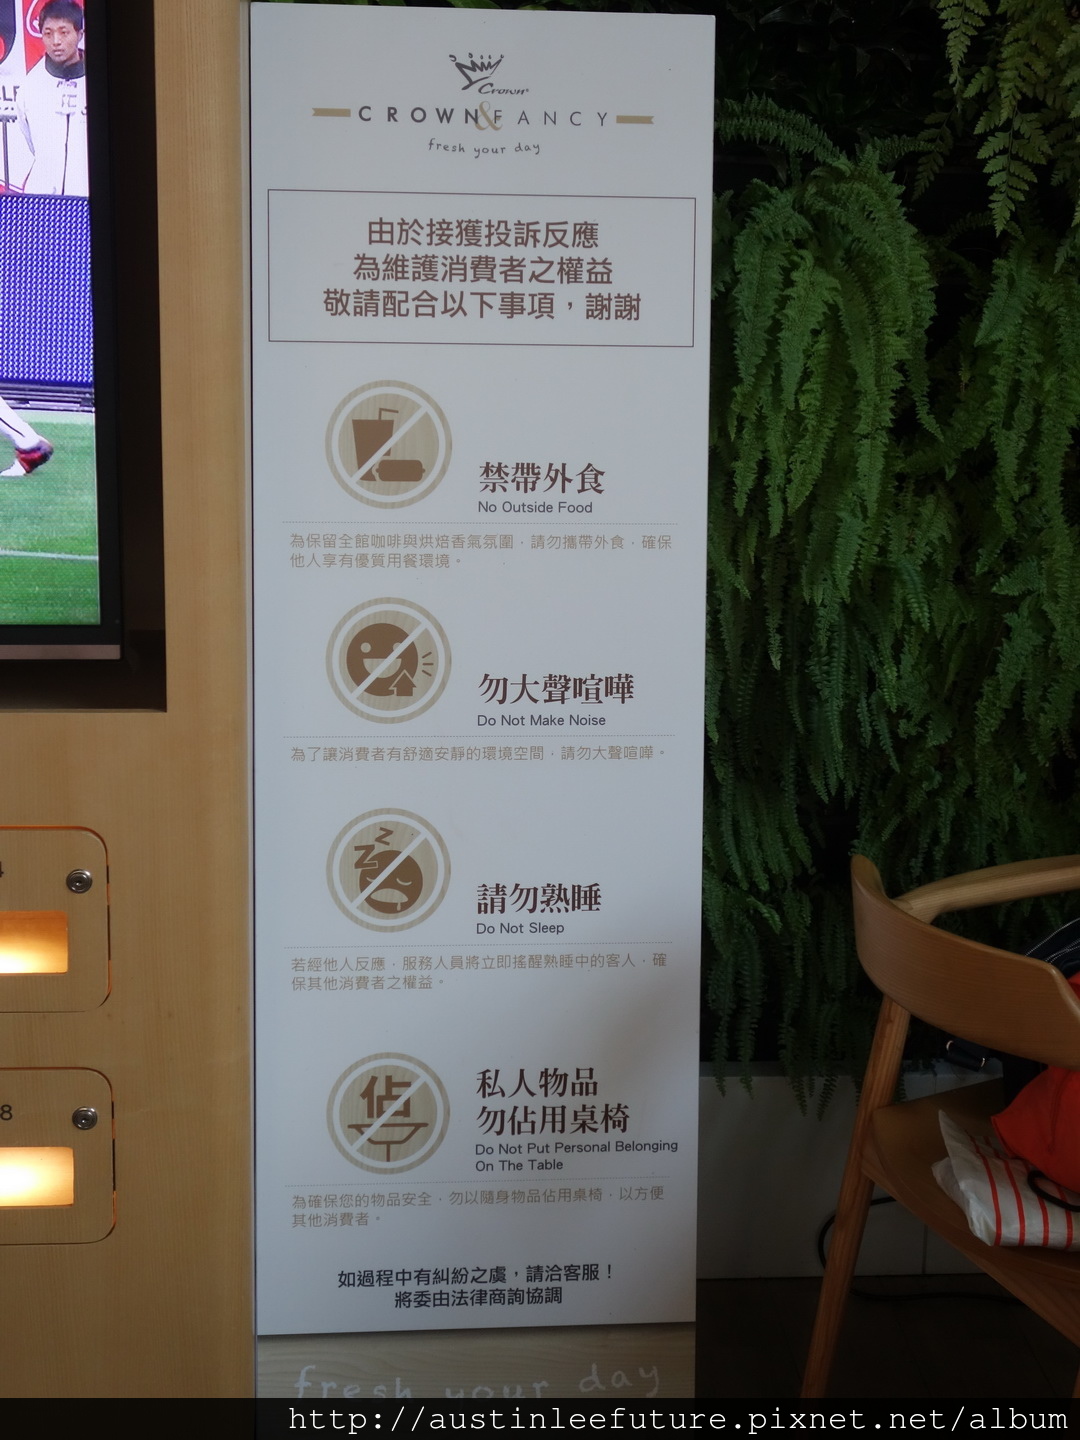 Crown
CROWN & FANCY
fresh your day
由於接獲投訴反應
為維護消費者之權益
敬請配合以下事項，謝謝
禁帶外食
No Outside Food
為保留全館咖啡與烘焙香氣氛圍，請勿攜帶外食，確保
他人享有優質用餐環境。
勿大聲喧嘩
Do Not Make Noise
為了讓消費者有舒適安靜的環境空間，請勿大聲喧嘩。
z z
請勿熟睡
Do Not Sleep
若經他人反應，服務人員將立即搖醒熟睡中的客人，確
保其他消費者之權益。
佔
私人物品
勿佔用桌椅
Do Not Put Personal Belonging
On The Table
為確保您的物品安全，勿以隨身物品佔用桌椅，以方便
其他消費者。
如過程中有糾紛之虞，請洽客服！
將委由法律商詢協調
fresh your day
8
http://austinleefuture.pixnet.net/album